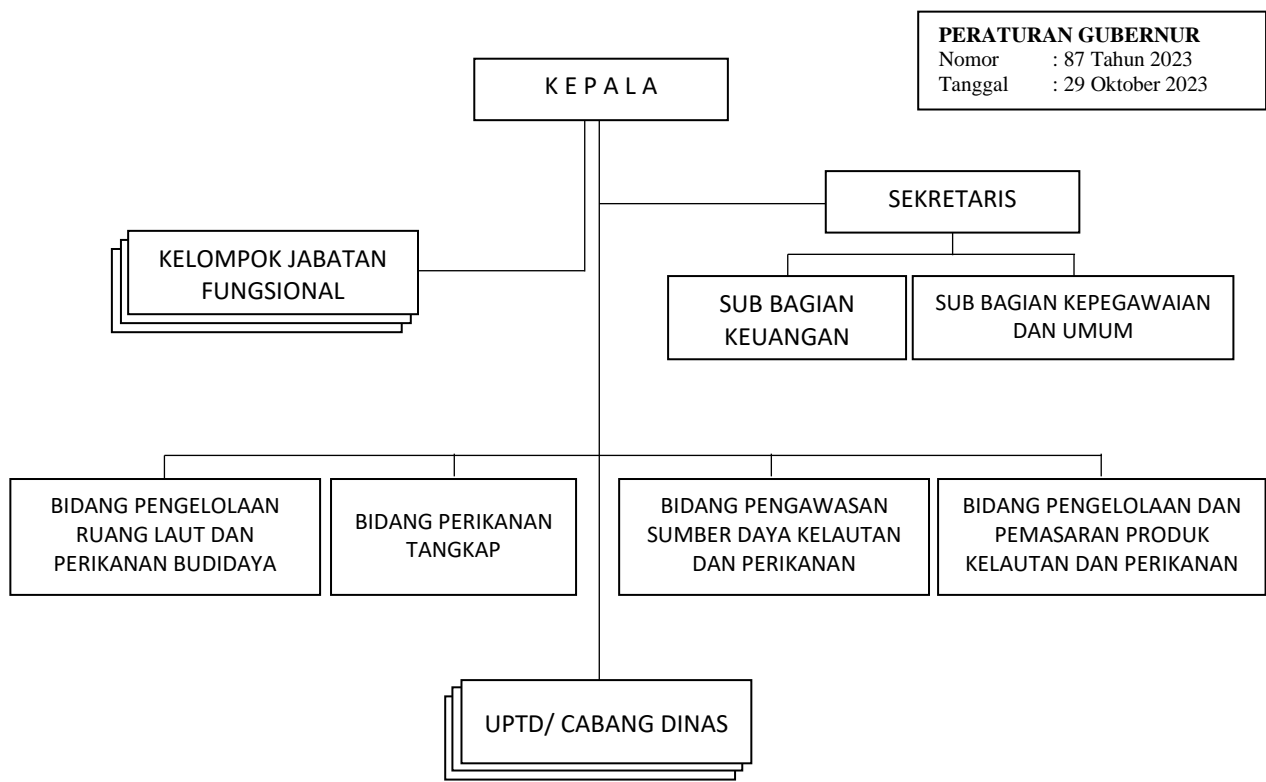 PERATURAN GUBERNUR
Nomor : 87 Tahun 2023
Tanggal : 29 Oktober 2023
K E P A L A
SEKRETARIS
KELOMPOK JABATAN
FUNGSIONAL
SUB BAGIAN
KEUANGAN
SUB BAGIAN KEPEGAWAIAN
DAN UMUM
BIDANG PENGELOLAAN
RUANG LAUT DAN
PERIKANAN BUDIDAYA
BIDANG PERIKANAN
TANGKAP
BIDANG PENGAWASAN
SUMBER DAYA KELAUTAN
DAN PERIKANAN
BIDANG PENGELOLAAN DAN
PEMASARAN PRODUK
KELAUTAN DAN PERIKANAN
UPTD/ CABANG DINAS